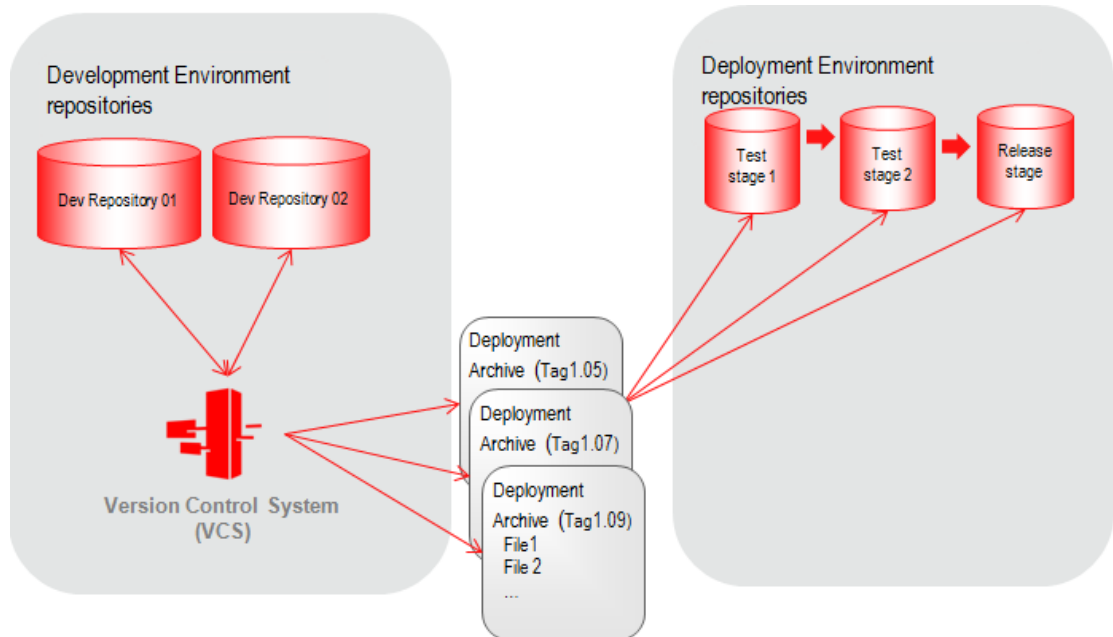 Development Environment
repositories
Dev Repository 01
Dev Repository 02
Version Control System
(VCS)
Deployment
Archive (Tag1.05)
Deployment
Archive (Tag1.07)
Deployment
Archive (Tag1.09)
File1
File 2
...
Deployment Environment
repositories
Test
stage 1
Test
stage 2
Release
stage